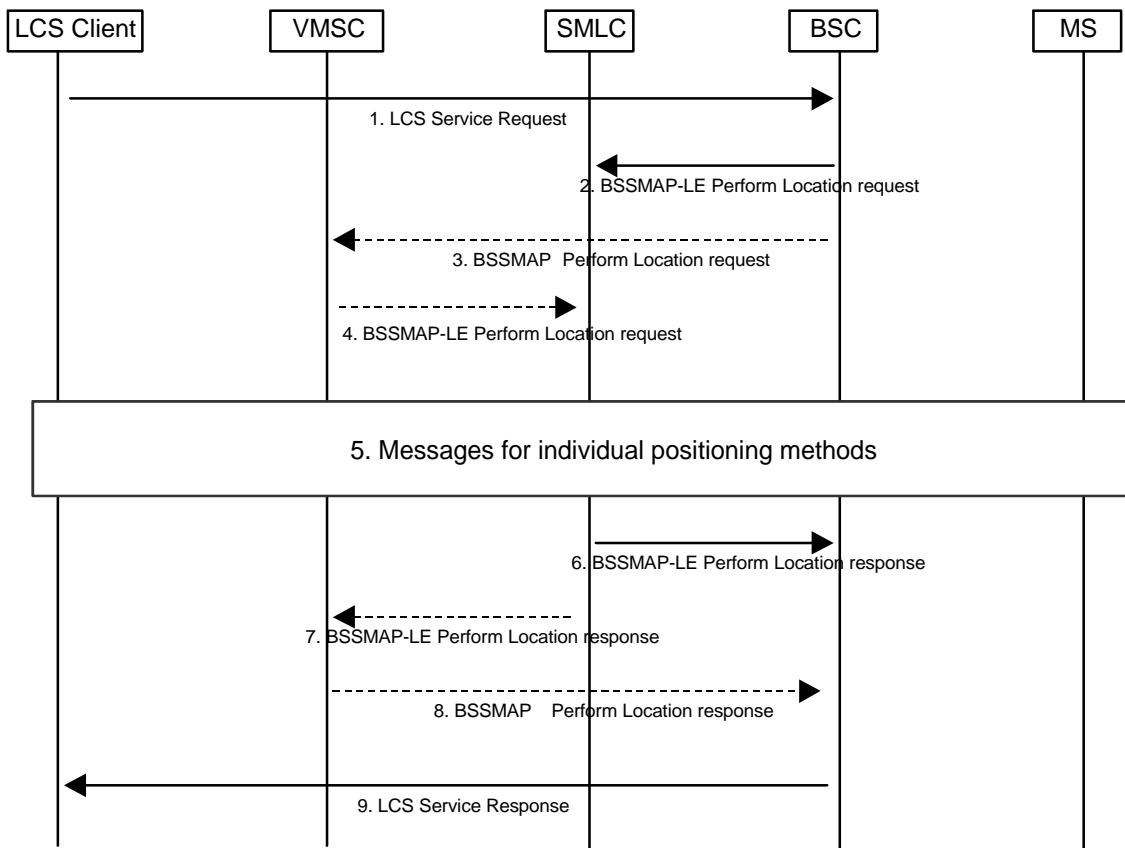 LCS Client VMSC SMLC BSC MS
1. LCS Service Request
2. BSSMAP-LE Perform Location request
3. BSSMAP Perform Location request
4. BSSMAP-LE Perform Location request
5. Messages for individual positioning methods
6. BSSMAP-LE Perform Location response
7. BSSMAP-LE Perform Location response
8. BSSMAP Perform Location response
9. LCS Service Response